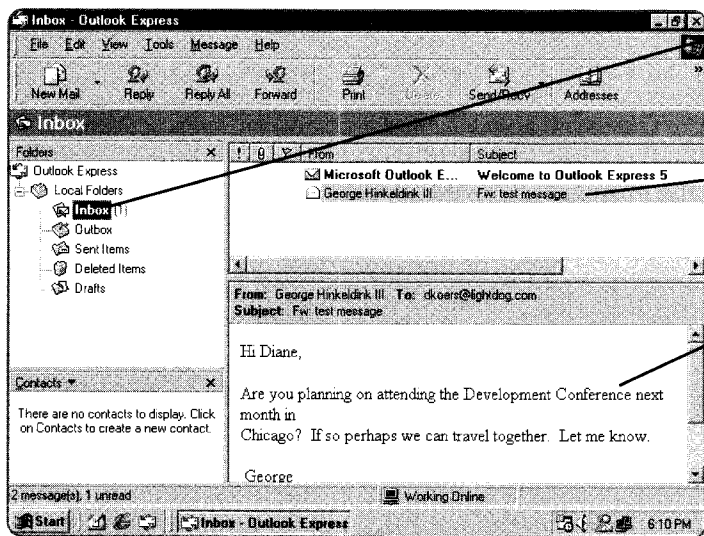 Inbox - Outlook Express
File Edit View Tools Message Help
New Mail Reply Reply All Forward Print Delete Send/Recv Addresses »
Inbox
Folders
Outlook Express
Local Folders
Inbox (1)
Outbox
Sent Items
Deleted Items
Drafts
! From Subject
Microsoft Outlook E... Welcome to Outlook Express 5
George Hinkeldink III Fw: test message
From: George Hinkeldink III To: dkoers@lightdog.com
Subject: Fw: test message
Hi Diane,
Are you planning on attending the Development Conference next
month in
Chicago? If so perhaps we can travel together. Let me know.
George
Contacts
There are no contacts to display. Click
on Contacts to create a new contact.
2 message(s), 1 unread Working Online
Start Inbox - Outlook Express 6:10 PM